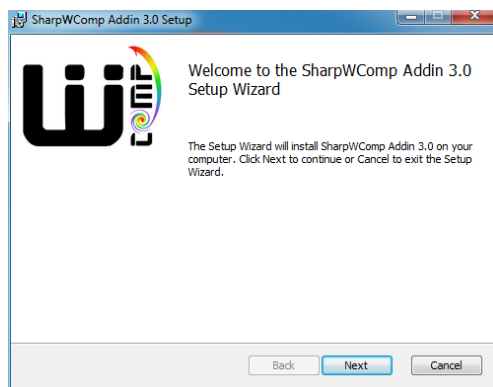 SharpWComp Addin 3.0 Setup
Wcomp
Welcome to the SharpWComp Addin 3.0
Setup Wizard
The Setup Wizard will install SharpWComp Addin 3.0 on your
computer. Click Next to continue or Cancel to exit the Setup
Wizard.
Back
Next
Cancel